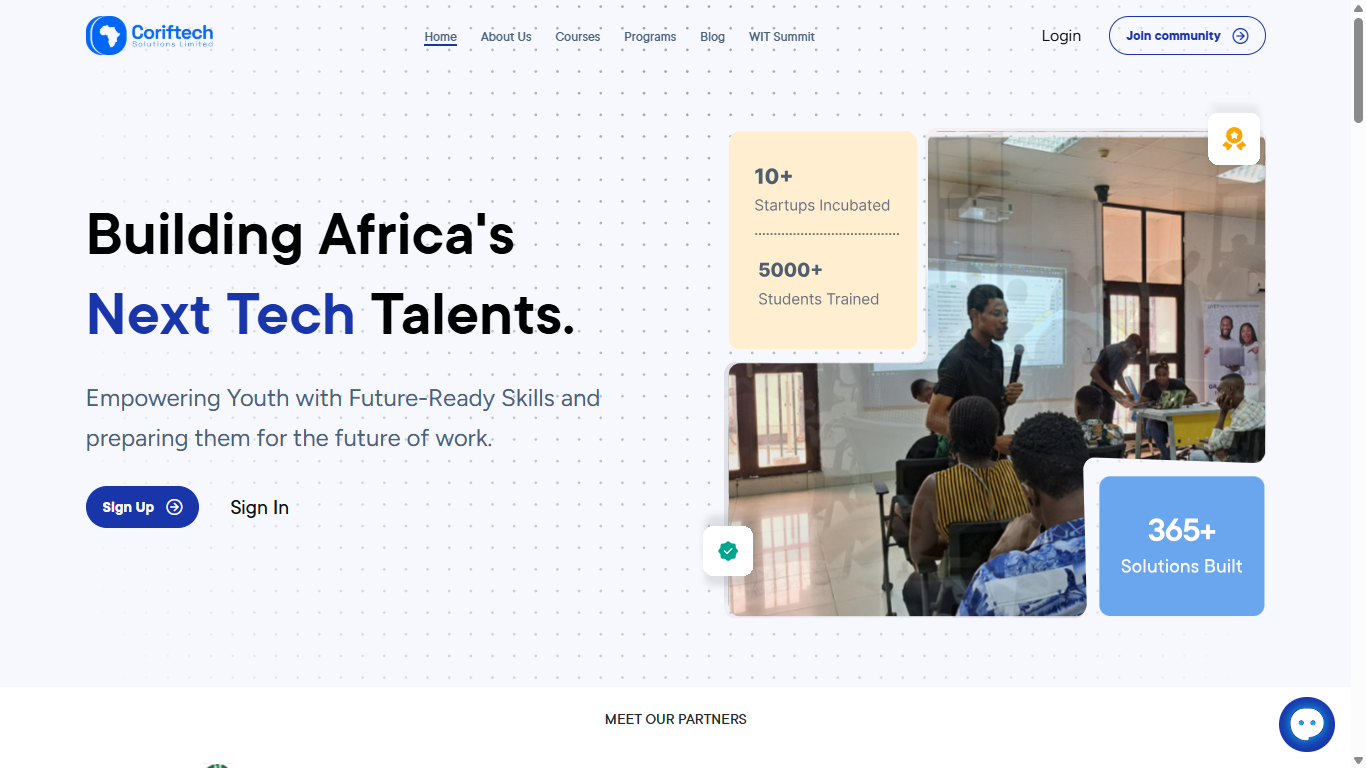 Coriftech
Solutions Limited
Home
About Us
Courses
Programs
Blog
WIT Summit
Login
Join community
Building Africa's
Next Tech Talents.
Empowering Youth with Future-Ready Skills and
preparing them for the future of work.
Sign Up
Sign In
10+
Startups Incubated
5000+
Students Trained
365+
Solutions Built
MEET OUR PARTNERS